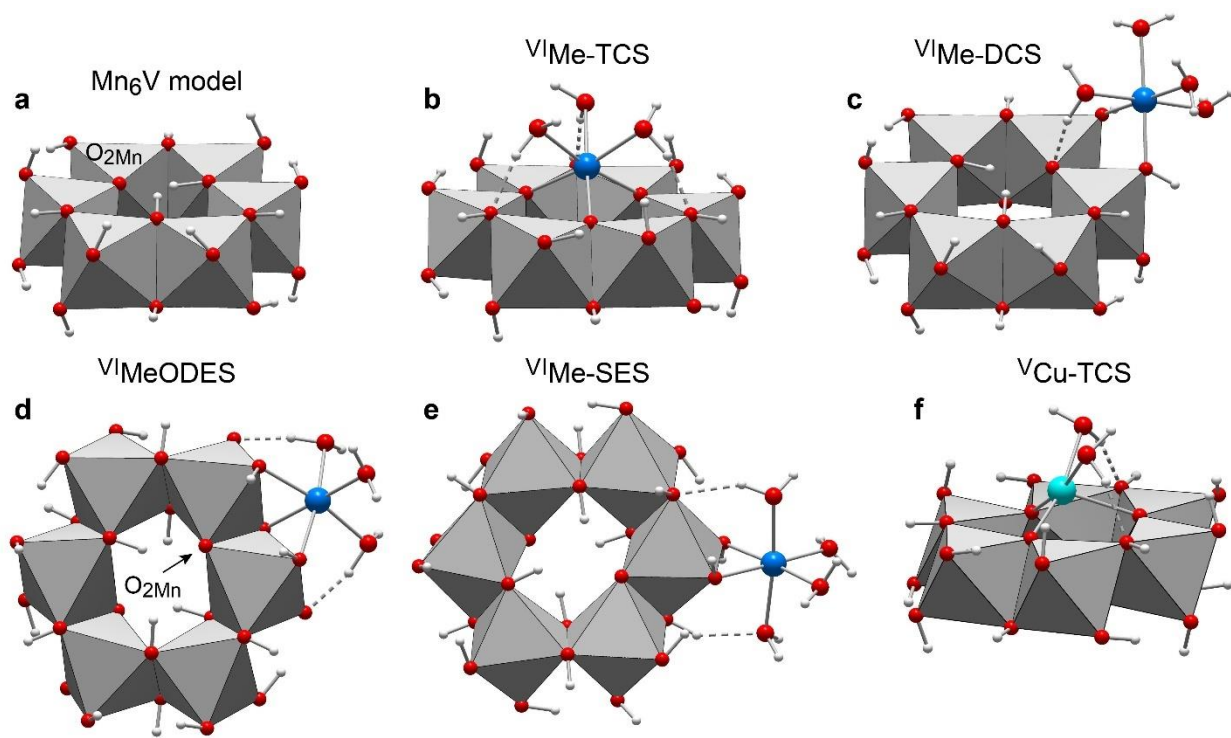 Mn₆V model
a
O₂Mn
ⱽᴵMe-TCS
b
ⱽᴵMe-DCS
c
ⱽᴵMeODES
d
O₂Mn
ⱽᴵMe-SES
e
ⱽCu-TCS
f